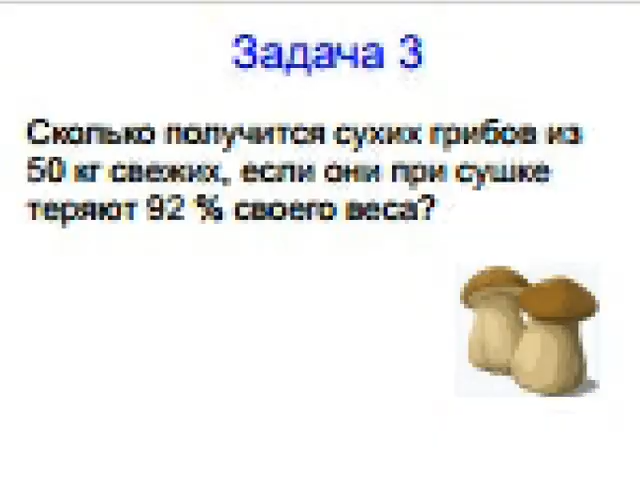 Задача 3
Сколько получится сухих грибов из
50 кг свежих, если они при сушке
теряют 92 % своего веса?